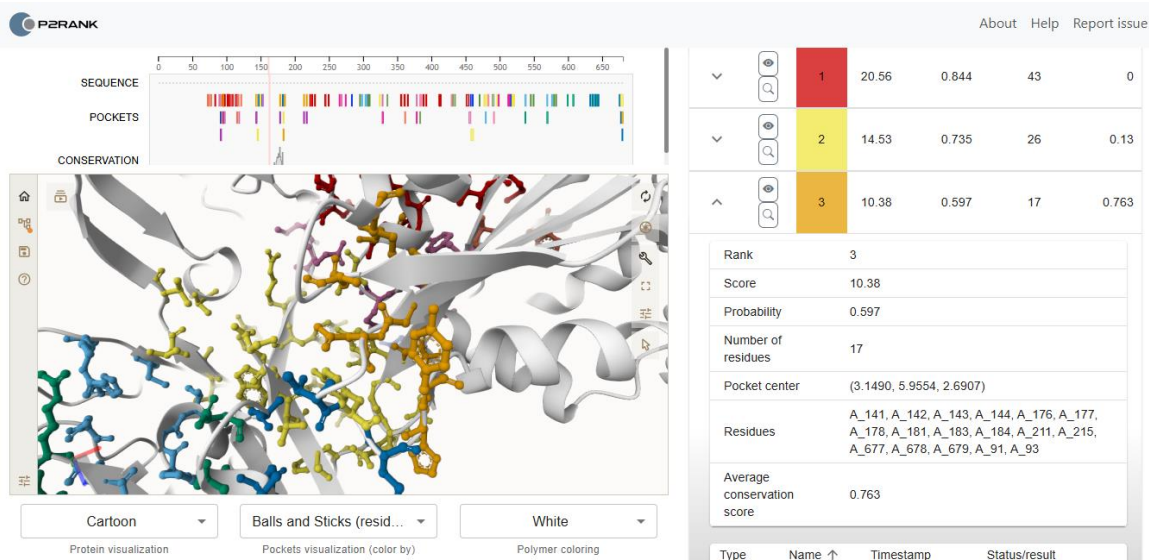 P2RANK
About Help Report issue
0 50 100 150 200 250 300 350 400 450 500 550 600 650
SEQUENCE
POCKETS
CONSERVATION
Cartoon
Protein visualization
Balls and Sticks (resid...
Pockets visualization (color by)
White
Polymer coloring
1 20.56 0.844 43 0
2 14.53 0.735 26 0.13
3 10.38 0.597 17 0.763
Rank 3
Score 10.38
Probability 0.597
Number of
residues 17
Pocket center (3.1490, 5.9554, 2.6907)
Residues
A_141, A_142, A_143, A_144, A_176, A_177,
A_178, A_181, A_183, A_184, A_211, A_215,
A_677, A_678, A_679, A_91, A_93
Average
conservation
score
0.763
Type Name ↑ Timestamp Status/result